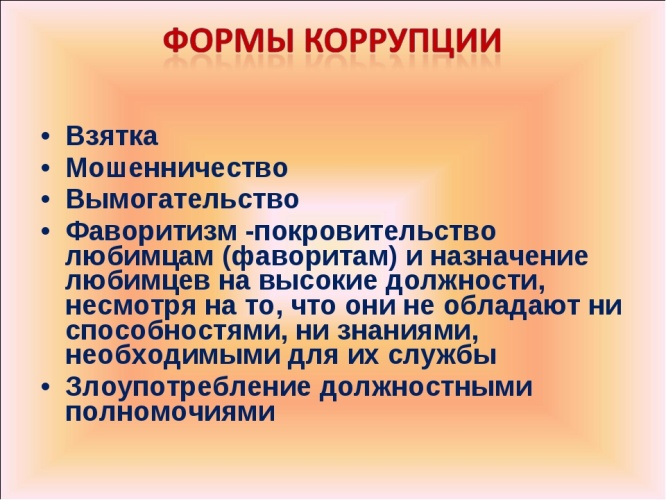 ФОРМЫ КОРРУПЦИИ
• Взятка
• Мошенничество
• Вымогательство
• Фаворитизм -покровительство
любимцам (фаворитам) и назначение
любимцев на высокие должности,
несмотря на то, что они не обладают ни
способностями, ни знаниями,
необходимыми для их службы
• Злоупотребление должностными
полномочиями